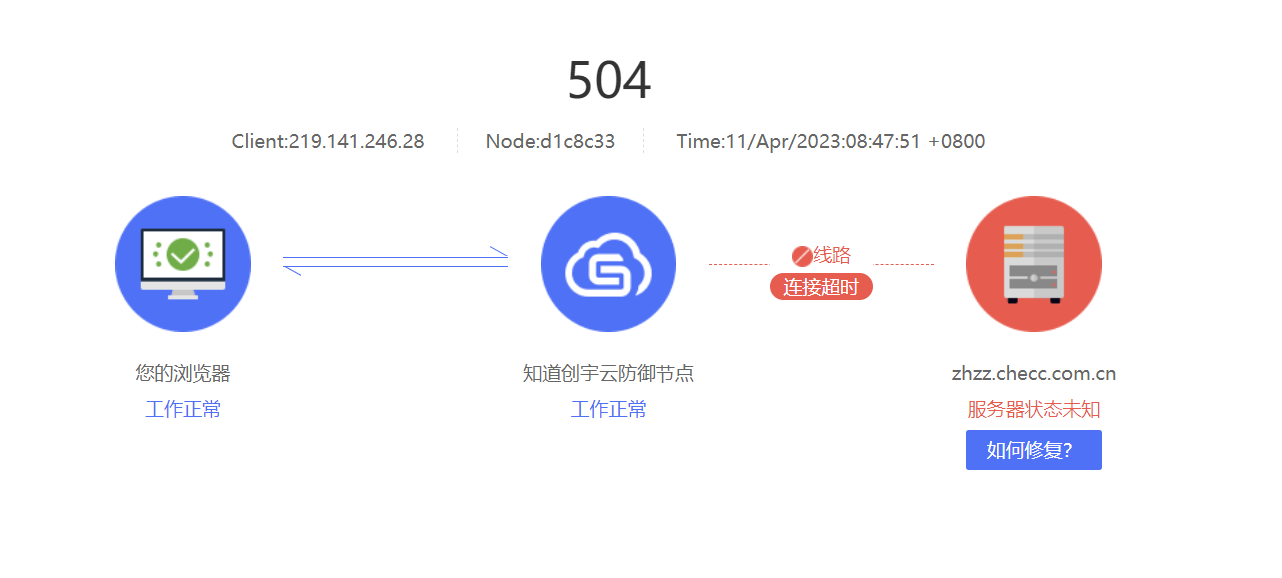 504
Client:219.141.246.28 Node:d1c8c33 Time:11/Apr/2023:08:47:51 +0800
线路
连接超时
您的浏览器 知道创宇云防御节点 zhzz.checc.com.cn
工作正常 工作正常 服务器状态未知
如何修复?